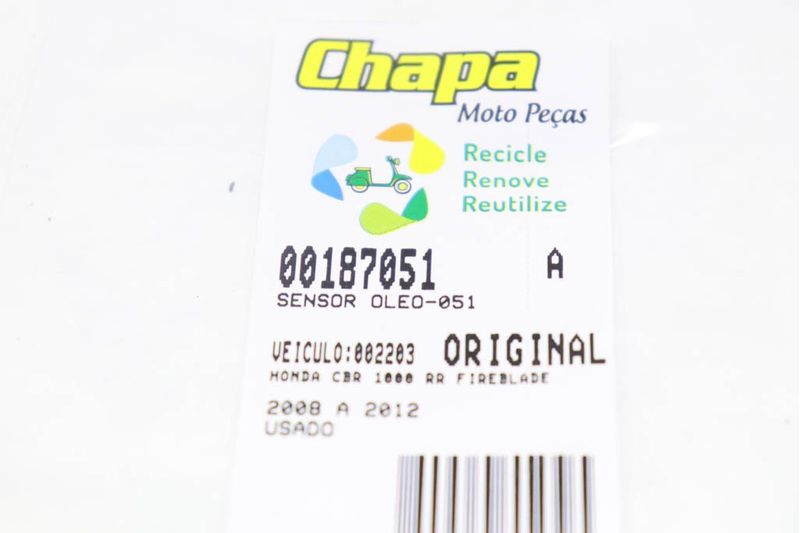 Chapa
Moto Peças
Recicle
Renove
Reutilize
00187051 A
SENSOR OLEO-051
VEICULO:002203 ORIGINAL
HONDA CBR 1000 RR FIREBLADE
2008 A 2012
USADO